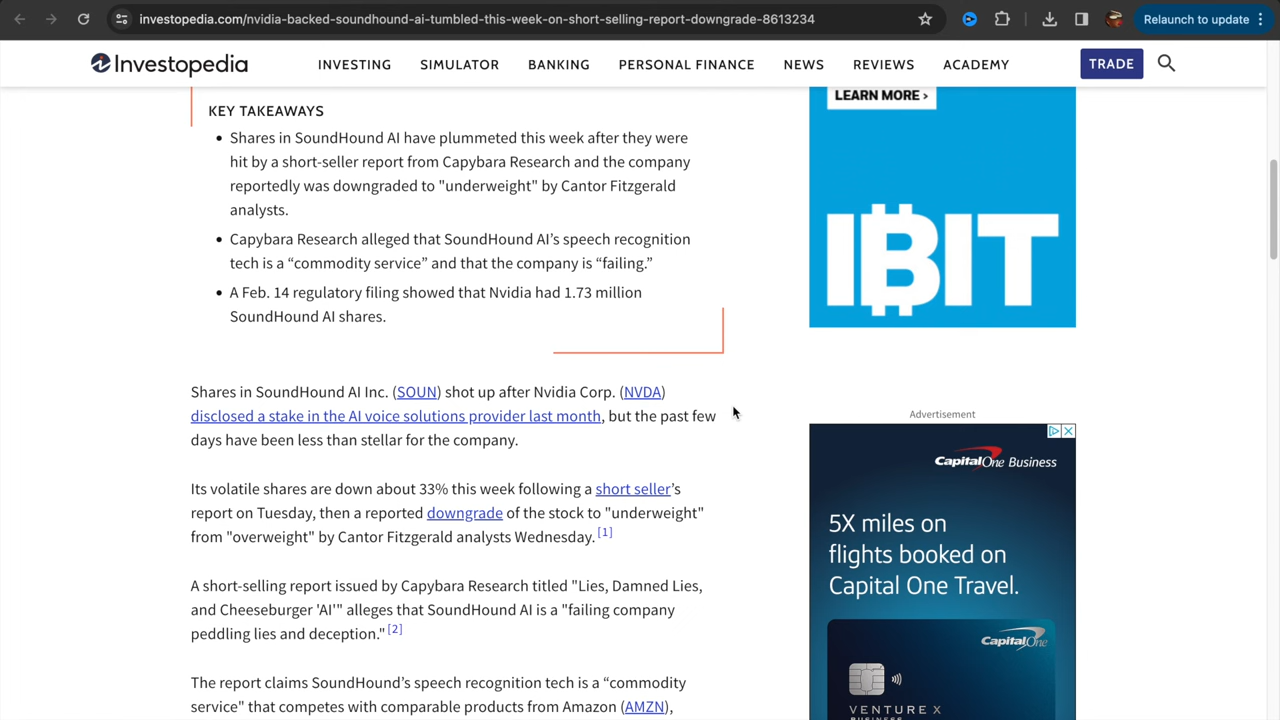 investopedia.com/nvidia-backed-soundhound-ai-tumbled-this-week-on-short-selling-report-downgrade-8613234
Relaunch to update
Investopedia
INVESTING
SIMULATOR
BANKING
PERSONAL FINANCE
NEWS
REVIEWS
ACADEMY
TRADE
KEY TAKEAWAYS
• Shares in SoundHound AI have plummeted this week after they were
hit by a short-seller report from Capybara Research and the company
reportedly was downgraded to "underweight" by Cantor Fitzgerald
analysts.
• Capybara Research alleged that SoundHound AI’s speech recognition
tech is a “commodity service” and that the company is “failing.”
• A Feb. 14 regulatory filing showed that Nvidia had 1.73 million
SoundHound AI shares.
Shares in SoundHound AI Inc. (SOUN) shot up after Nvidia Corp. (NVDA)
disclosed a stake in the AI voice solutions provider last month, but the past few
days have been less than stellar for the company.
Its volatile shares are down about 33% this week following a short seller’s
report on Tuesday, then a reported downgrade of the stock to "underweight"
from "overweight" by Cantor Fitzgerald analysts Wednesday. [1]
A short-selling report issued by Capybara Research titled "Lies, Damned Lies,
and Cheeseburger 'AI'" alleges that SoundHound AI is a "failing company
peddling lies and deception." [2]
The report claims SoundHound’s speech recognition tech is a “commodity
service" that competes with comparable products from Amazon (AMZN),
LEARN MORE >
IBIT
Advertisement
Capital One Business
5X miles on
flights booked on
Capital One Travel.
Capital One
VENTURE X
BUSINESS